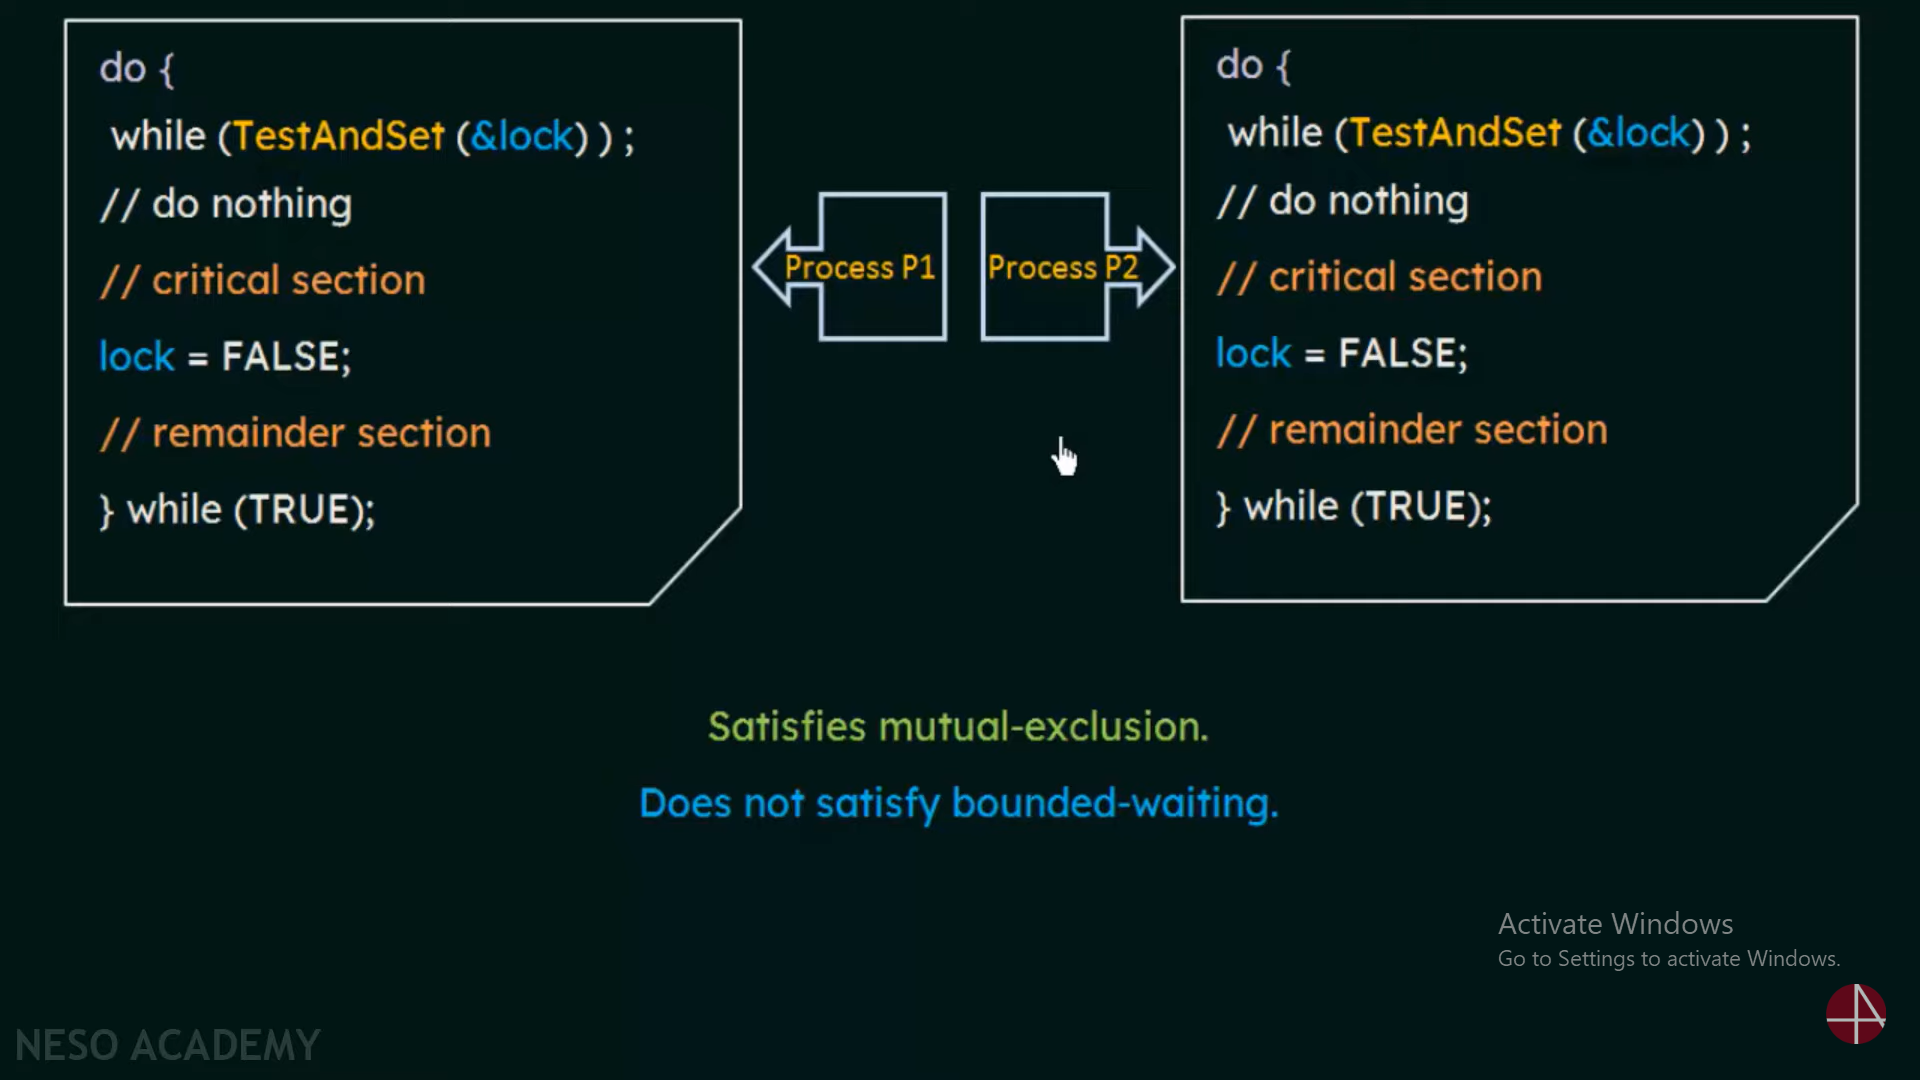 do {
while (TestAndSet (&lock) ) ;
// do nothing
// critical section
lock = FALSE;
// remainder section
} while (TRUE);
Process P1
Process P2
do {
while (TestAndSet (&lock) ) ;
// do nothing
// critical section
lock = FALSE;
// remainder section
} while (TRUE);
Satisfies mutual-exclusion.
Does not satisfy bounded-waiting.
Activate Windows
Go to Settings to activate Windows.
NESO ACADEMY